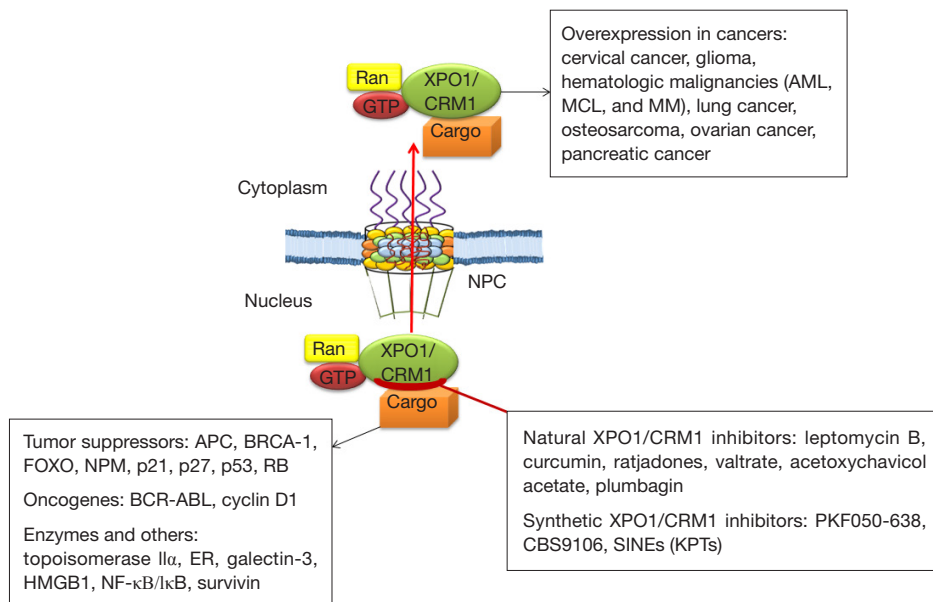 Overexpression in cancers:
cervical cancer, glioma,
hematologic malignancies (AML,
MCL, and MM), lung cancer,
osteosarcoma, ovarian cancer,
pancreatic cancer
Ran
GTP
XPO1/
CRM1
Cargo
Cytoplasm
NPC
Nucleus
Ran
GTP
XPO1/
CRM1
Cargo
Tumor suppressors: APC, BRCA-1,
FOXO, NPM, p21, p27, p53, RB
Oncogenes: BCR-ABL, cyclin D1
Enzymes and others:
topoisomerase IIα, ER, galectin-3,
HMGB1, NF-κB/IκB, survivin
Natural XPO1/CRM1 inhibitors: leptomycin B,
curcumin, ratjadones, valtrate, acetoxychavicol
acetate, plumbagin
Synthetic XPO1/CRM1 inhibitors: PKF050-638,
CBS9106, SINEs (KPTs)